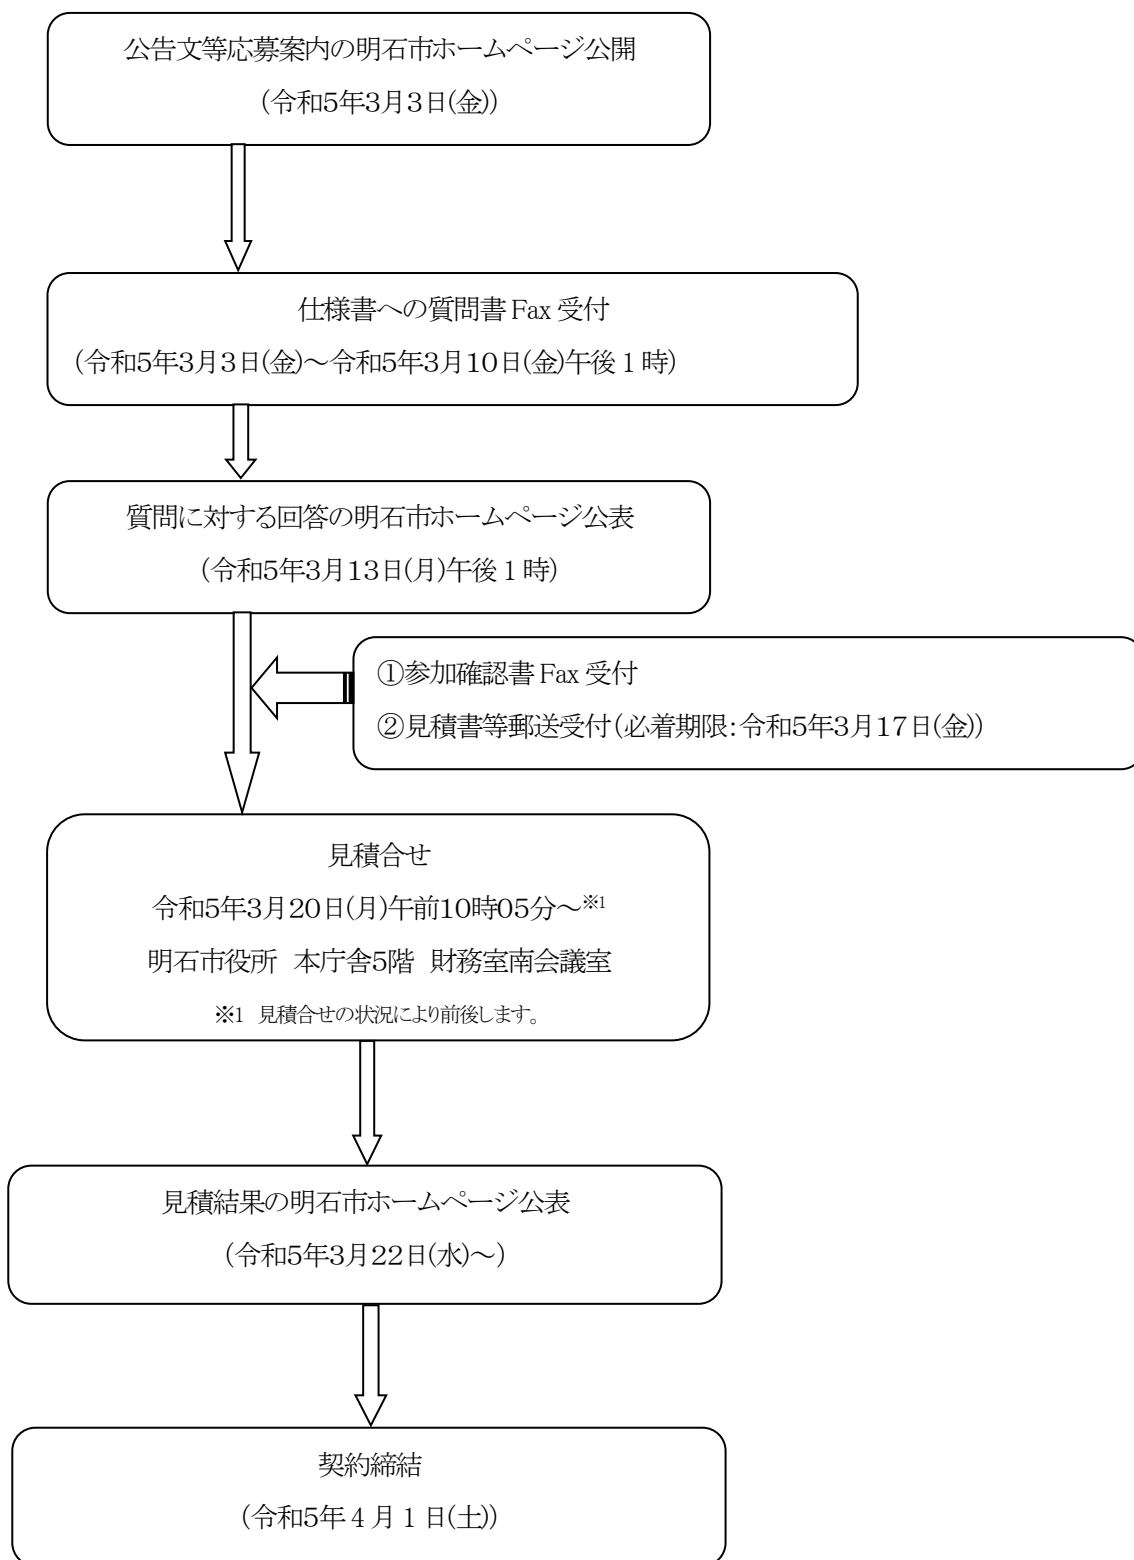 公告文等応募案内の明石市ホームページ公開
(令和5年3月3日(金))
仕様書への質問書 Fax 受付
(令和5年3月3日(金)～令和5年3月10日(金)午後1時)
質問に対する回答の明石市ホームページ公表
(令和5年3月13日(月)午後1時)
①参加確認書 Fax 受付
②見積書等郵送受付(必着期限:令和5年3月17日(金))
見積合せ
令和5年3月20日(月)午前10時05分～※1
明石市役所 本庁舎5階 財務室南会議室
※1 見積合せの状況により前後します。
見積結果の明石市ホームページ公表
(令和5年3月22日(水)～)
契約締結
(令和5年4月1日(土))